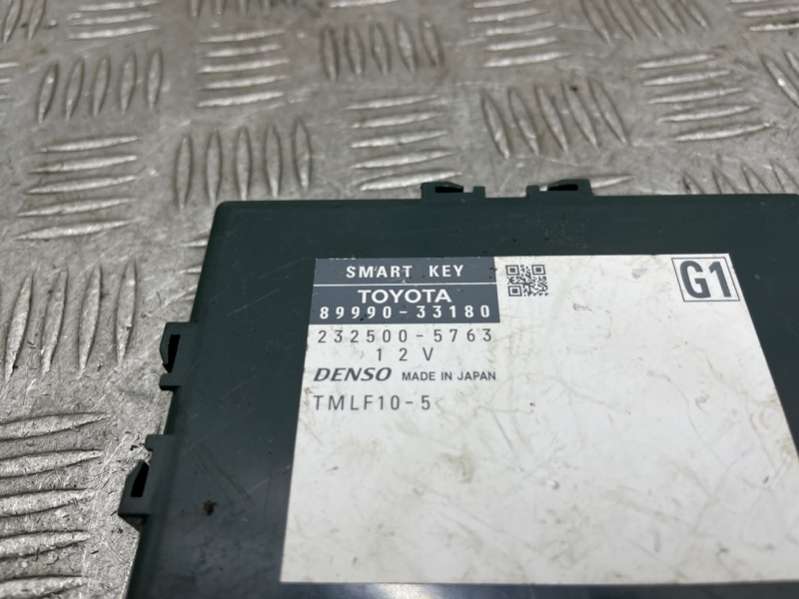 SMART KEY
TOYOTA
89990-33180
232500-5763
12V
DENSO MADE IN JAPAN
TMLF10-5
G1